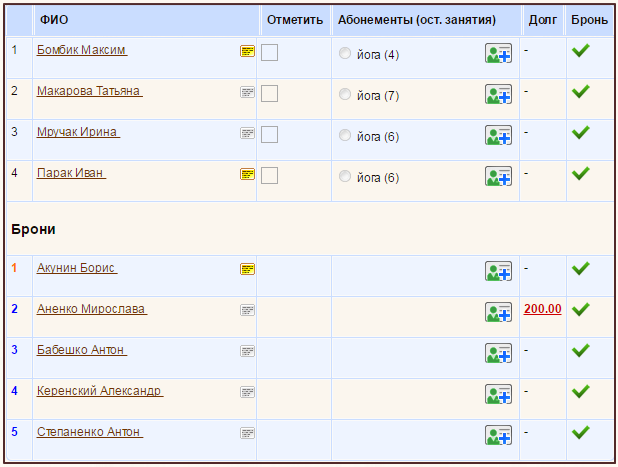 ФИО Отметить Абонементы (ост. занятия) Долг Бронь
1 Бомбик Максим йога (4) -
2 Макарова Татьяна йога (7) -
3 Мручак Ирина йога (6) -
4 Парак Иван йога (6) -
Брони
1 Акунин Борис -
2 Аненко Мирослава 200.00
3 Бабешко Антон -
4 Керенский Александр -
5 Степаненко Антон -